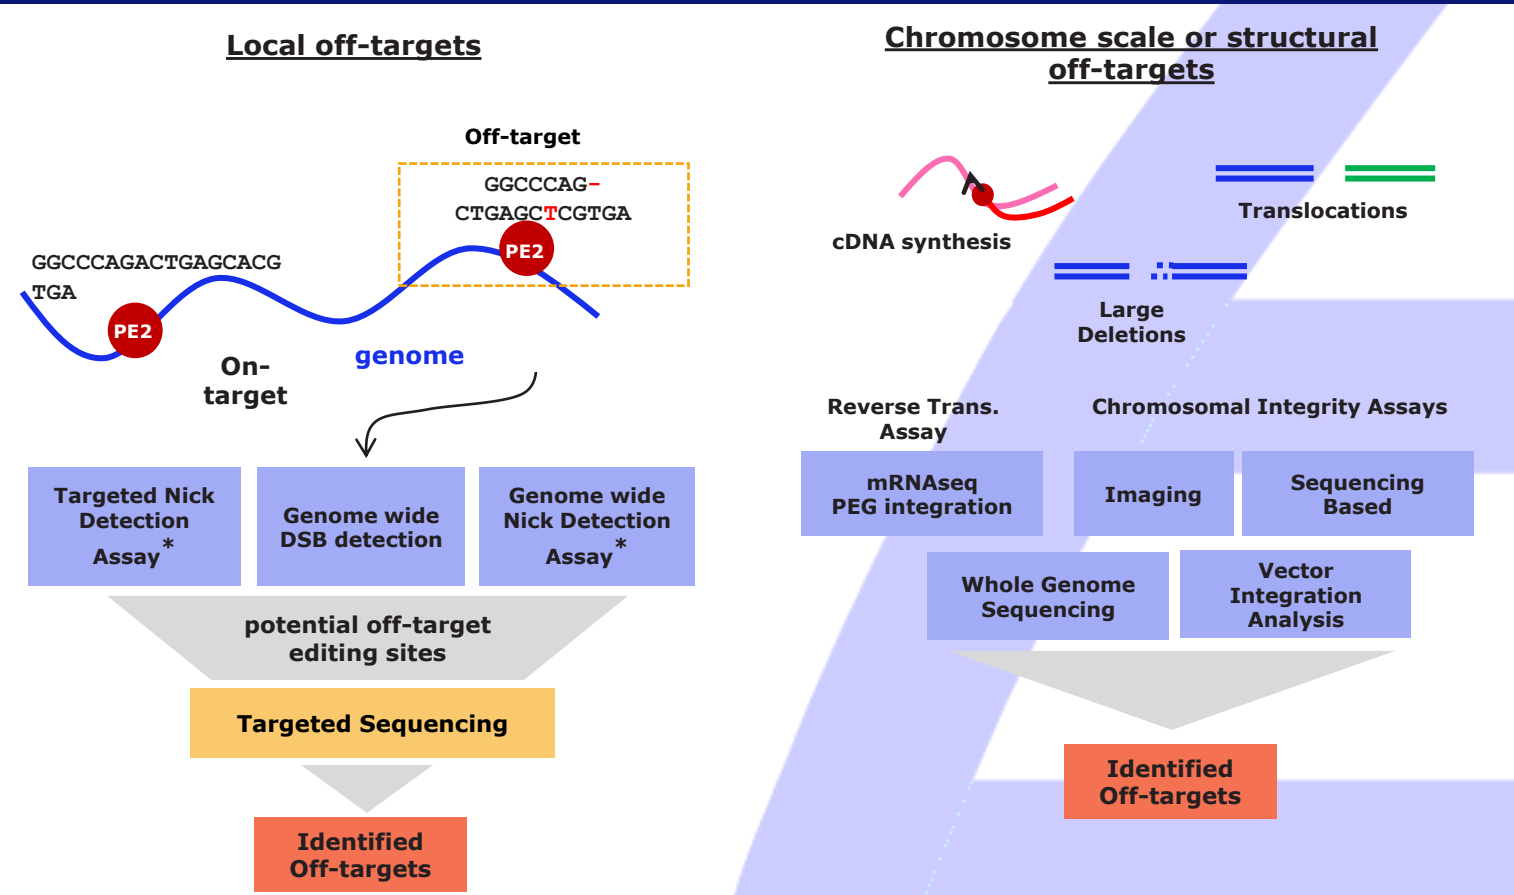 Local off-targets
Off-target
GGCCCAG-
CTGAGCTCGTGA
PE2
GGCCCAGACTGAGCACG
TGA
PE2
On-
target
genome
Targeted Nick
Detection
Assay*
Genome wide
DSB detection
Genome wide
Nick Detection
Assay*
potential off-target
editing sites
Targeted Sequencing
Identified
Off-targets
Chromosome scale or structural
off-targets
cDNA synthesis
Translocations
Large
Deletions
Reverse Trans.
Assay
Chromosomal Integrity Assays
mRNAseq
PEG integration
Imaging
Sequencing
Based
Whole Genome
Sequencing
Vector
Integration
Analysis
Identified
Off-targets